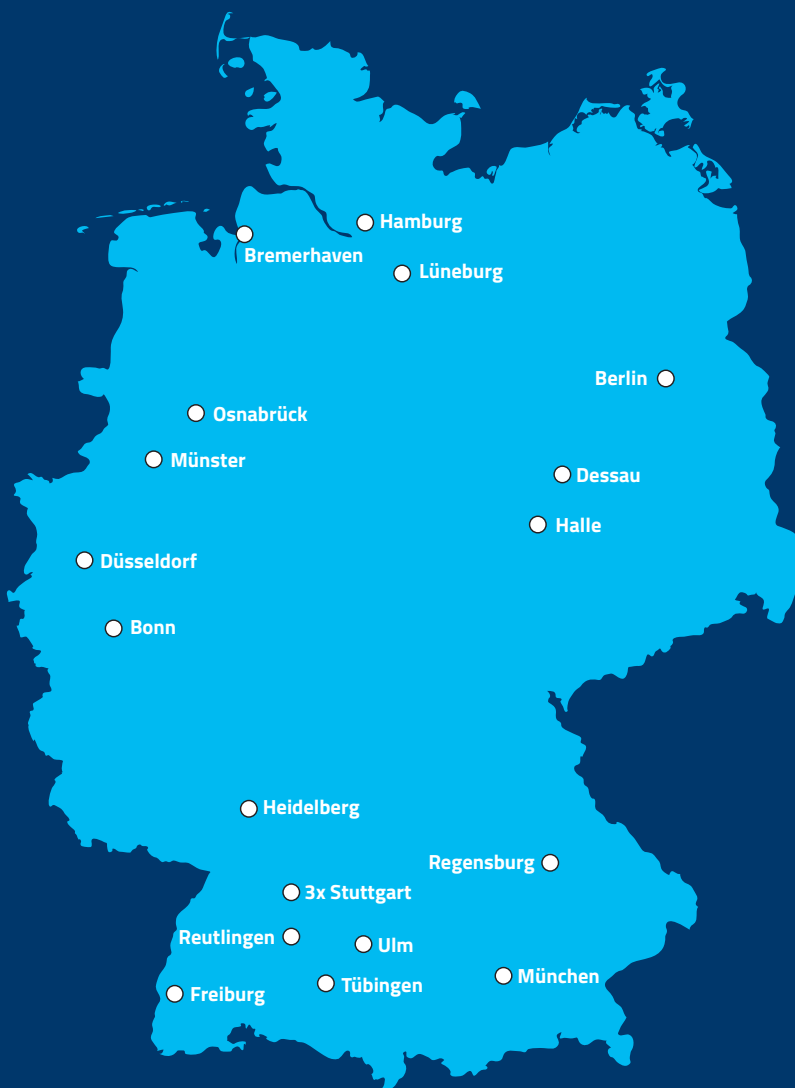 Hamburg
Bremerhaven
Lüneburg
Berlin
Osnabrück
Münster
Dessau
Halle
Düsseldorf
Bonn
Heidelberg
Regensburg
3x Stuttgart
Reutlingen
Ulm
München
Tübingen
Freiburg